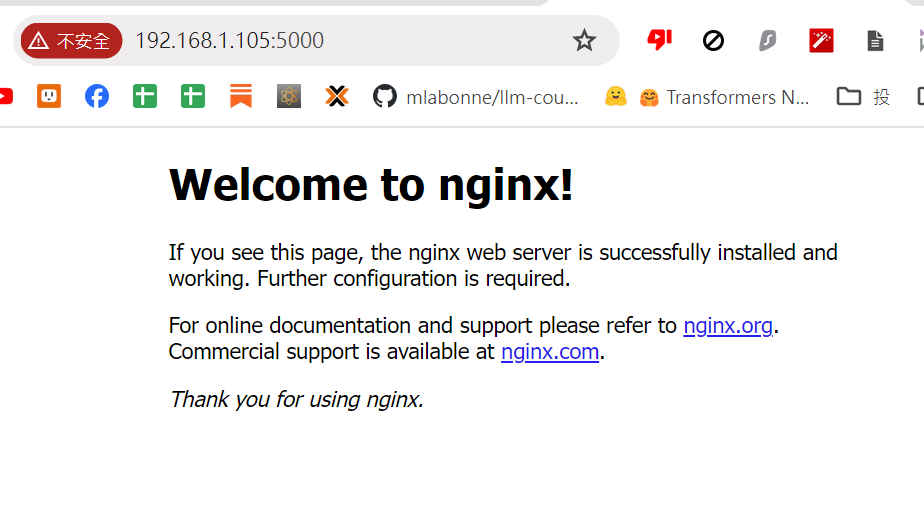 不安全 192.168.1.105:5000
mlabonne/llm-cou... Transformers N... 投
Welcome to nginx!
If you see this page, the nginx web server is successfully installed and
working. Further configuration is required.
For online documentation and support please refer to nginx.org.
Commercial support is available at nginx.com.
Thank you for using nginx.